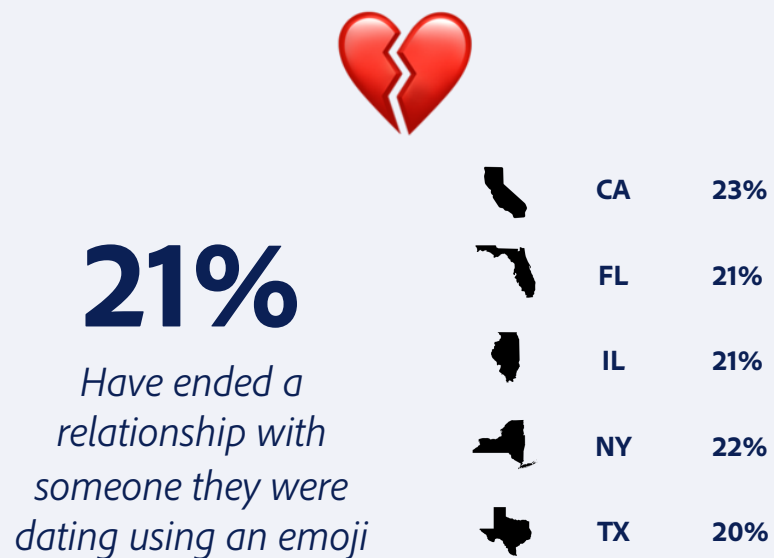 21%
Have ended a
relationship with
someone they were
dating using an emoji
CA 23%
FL 21%
IL 21%
NY 22%
TX 20%